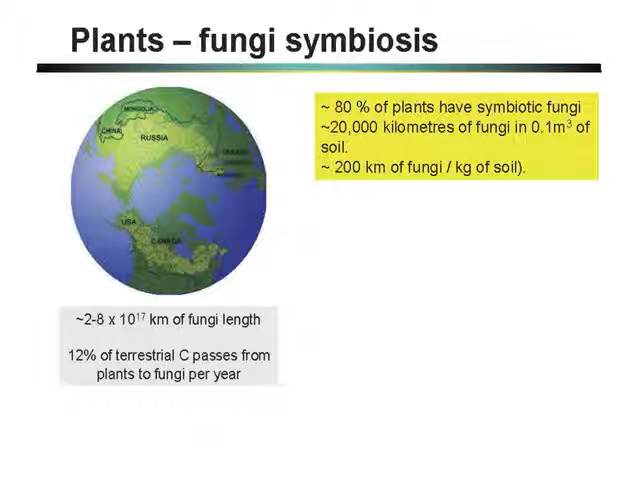 Plants – fungi symbiosis
~ 80 % of plants have symbiotic fungi
~20,000 kilometres of fungi in 0.1m³ of
soil.
~ 200 km of fungi / kg of soil).
MONGOLIA
CHINA
RUSSIA
USA
CANADA
~2-8 x 10¹⁷ km of fungi length
12% of terrestrial C passes from
plants to fungi per year